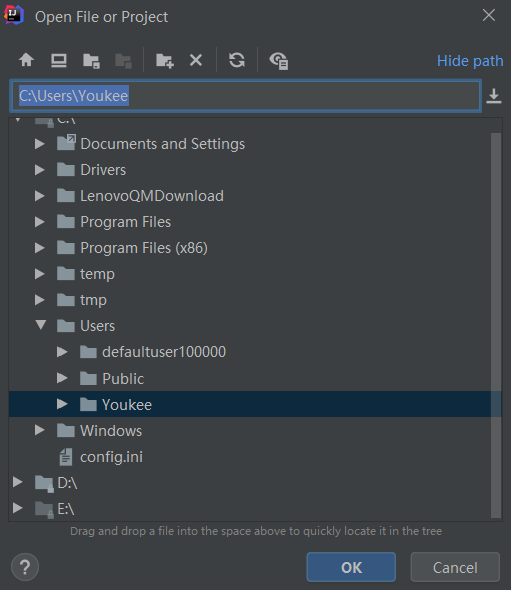 IJ
Open File or Project
Hide path
C:\Users\Youkee
C:\
Documents and Settings
Drivers
LenovoQMDownload
Program Files
Program Files (x86)
temp
tmp
Users
defaultuser100000
Public
Youkee
Windows
config.ini
D:\
E:\
Drag and drop a file into the space above to quickly locate it in the tree
?
OK
Cancel